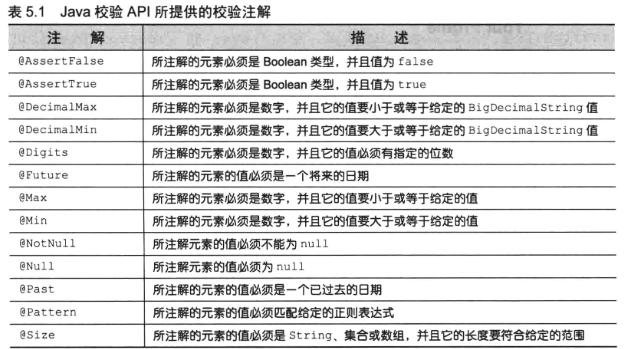 表 5.1 Java 校验 API 所提供的校验注解
注 解 描 述
@AssertFalse 所注解的元素必须是 Boolean 类型，并且值为 false
@AssertTrue 所注解的元素必须是 Boolean 类型，并且值为 true
@DecimalMax 所注解的元素必须是数字，并且它的值要小于或等于给定的 BigDecimalString 值
@DecimalMin 所注解的元素必须是数字，并且它的值要大于或等于给定的 BigDecimalString 值
@Digits 所注解的元素必须是数字，并且它的值必须有指定的位数
@Future 所注解的元素的值必须是一个将来的日期
@Max 所注解的元素必须是数字，并且它的值要小于或等于给定的值
@Min 所注解的元素必须是数字，并且它的值要大于或等于给定的值
@NotNull 所注解元素的值必须不能为 null
@Null 所注解元素的值必须为 null
@Past 所注解的元素的值必须是一个已过去的日期
@Pattern 所注解的元素的值必须匹配给定的正则表达式
@Size 所注解的元素的值必须是 String、集合或数组，并且它的长度要符合给定的范围